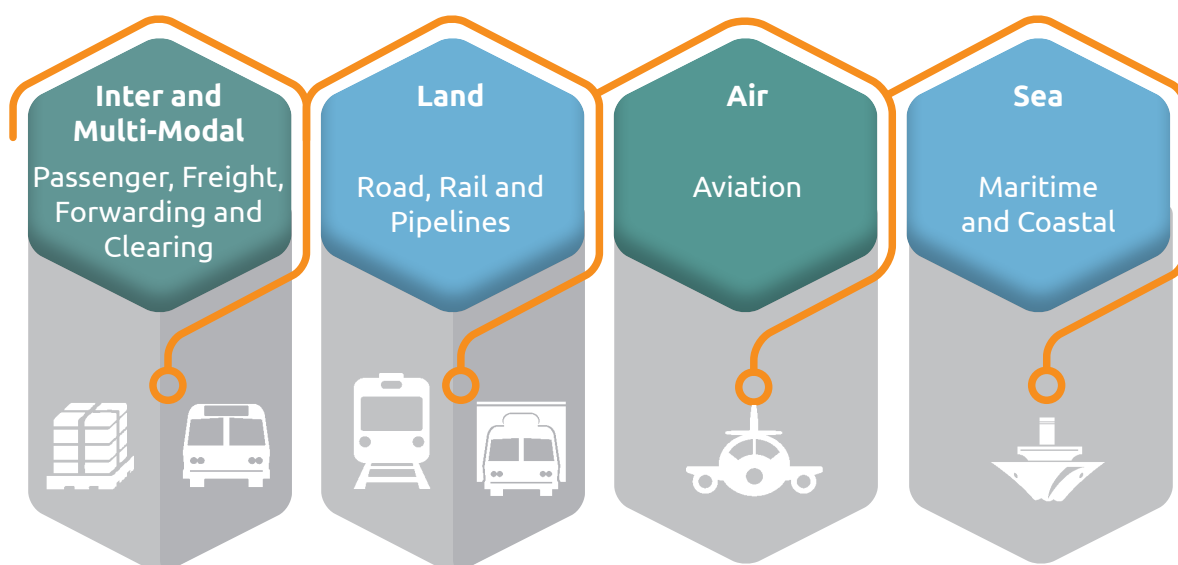 Inter and
Multi-Modal
Passenger, Freight,
Forwarding and
Clearing
Land
Road, Rail and
Pipelines
Air
Aviation
Sea
Maritime
and Coastal